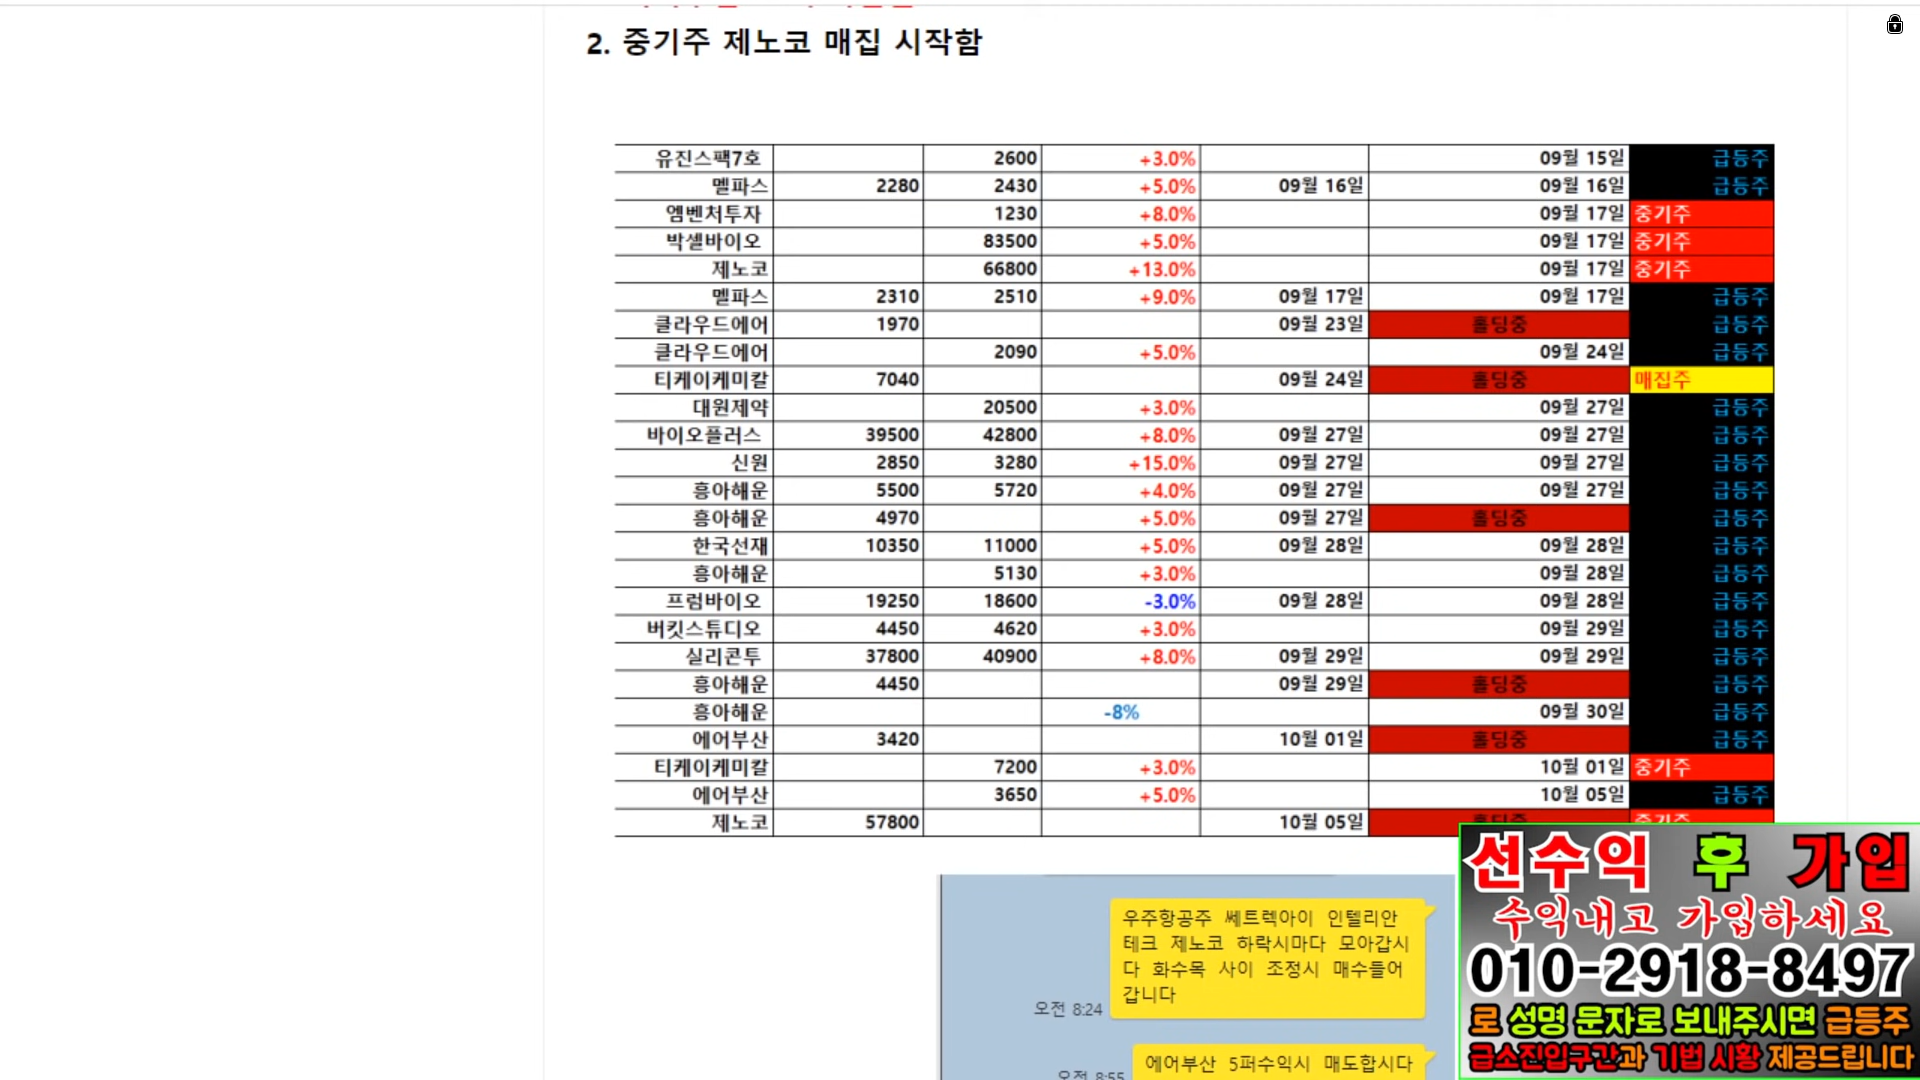 2. 중기주 제노코 매집 시작함
유진스팩7호 2600 +3.0% 09월 15일 급등주
멜파스 2280 2430 +5.0% 09월 16일 09월 16일 급등주
엠벤처투자 1230 +8.0% 09월 17일 중기주
박셀바이오 83500 +5.0% 09월 17일 중기주
제노코 66800 +13.0% 09월 17일 중기주
멜파스 2310 2510 +9.0% 09월 17일 09월 17일 급등주
클라우드에어 1970 09월 23일 홀딩중 급등주
클라우드에어 2090 +5.0% 09월 24일 급등주
티케이케미칼 7040 09월 24일 홀딩중 매집주
대원제약 20500 +3.0% 09월 27일 급등주
바이오플러스 39500 42800 +8.0% 09월 27일 09월 27일 급등주
신원 2850 3280 +15.0% 09월 27일 09월 27일 급등주
흥아해운 5500 5720 +4.0% 09월 27일 09월 27일 급등주
흥아해운 4970 +5.0% 09월 27일 홀딩중 급등주
한국선재 10350 11000 +5.0% 09월 28일 09월 28일 급등주
흥아해운 5130 +3.0% 09월 28일 급등주
프럼바이오 19250 18600 -3.0% 09월 28일 09월 28일 급등주
버킷스튜디오 4450 4620 +3.0% 09월 29일 급등주
실리콘투 37800 40900 +8.0% 09월 29일 09월 29일 급등주
흥아해운 4450 09월 29일 홀딩중 급등주
흥아해운 -8% 09월 30일 급등주
에어부산 3420 10월 01일 홀딩중 급등주
티케이케미칼 7200 +3.0% 10월 01일 중기주
에어부산 3650 +5.0% 10월 05일 급등주
제노코 57800 10월 05일 홀딩중 중기주
우주항공주 쎄트렉아이 인텔리안
테크 제노코 하락시마다 모아갑시
다 화수목 사이 조정시 매수들어
갑니다
오전 8:24
에어부산 5퍼수익시 매도합시다
오전 8:55
선수익 후 가입
수익내고 가입하세요
010-2918-8497
로 성명 문자로 보내주시면 급등주
급소진입구간과 기법 시황 제공드립니다